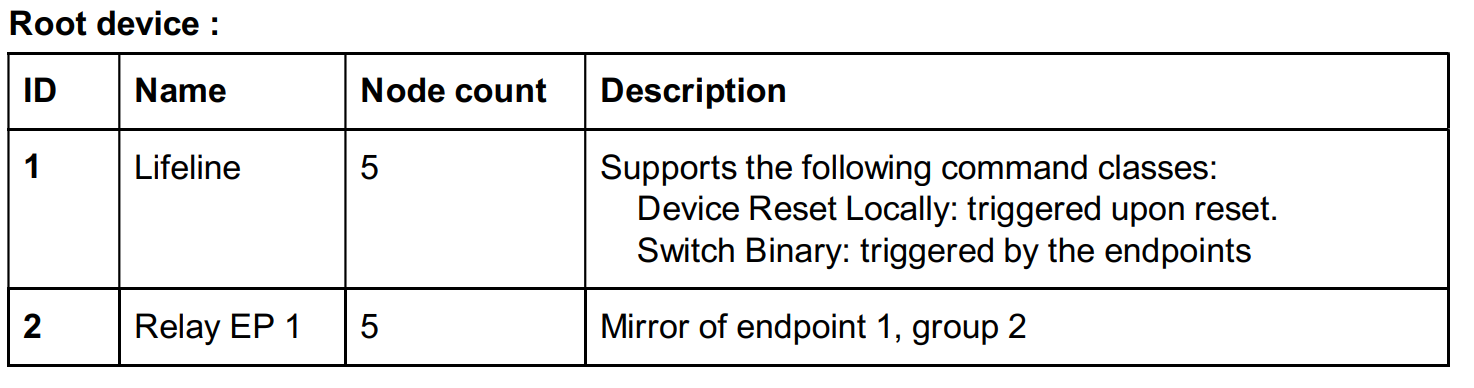 Root device :
ID Name Node count Description
1 Lifeline 5 Supports the following command classes:
Device Reset Locally: triggered upon reset.
Switch Binary: triggered by the endpoints
2 Relay EP 1 5 Mirror of endpoint 1, group 2